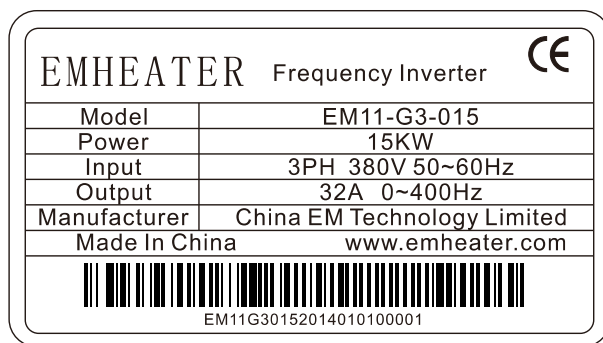 EMHEATER Frequency Inverter CE
Model EM11-G3-015
Power 15KW
Input 3PH 380V 50~60Hz
Output 32A 0~400Hz
Manufacturer China EM Technology Limited
Made In China www.emheater.com
EM11G30152014010100001